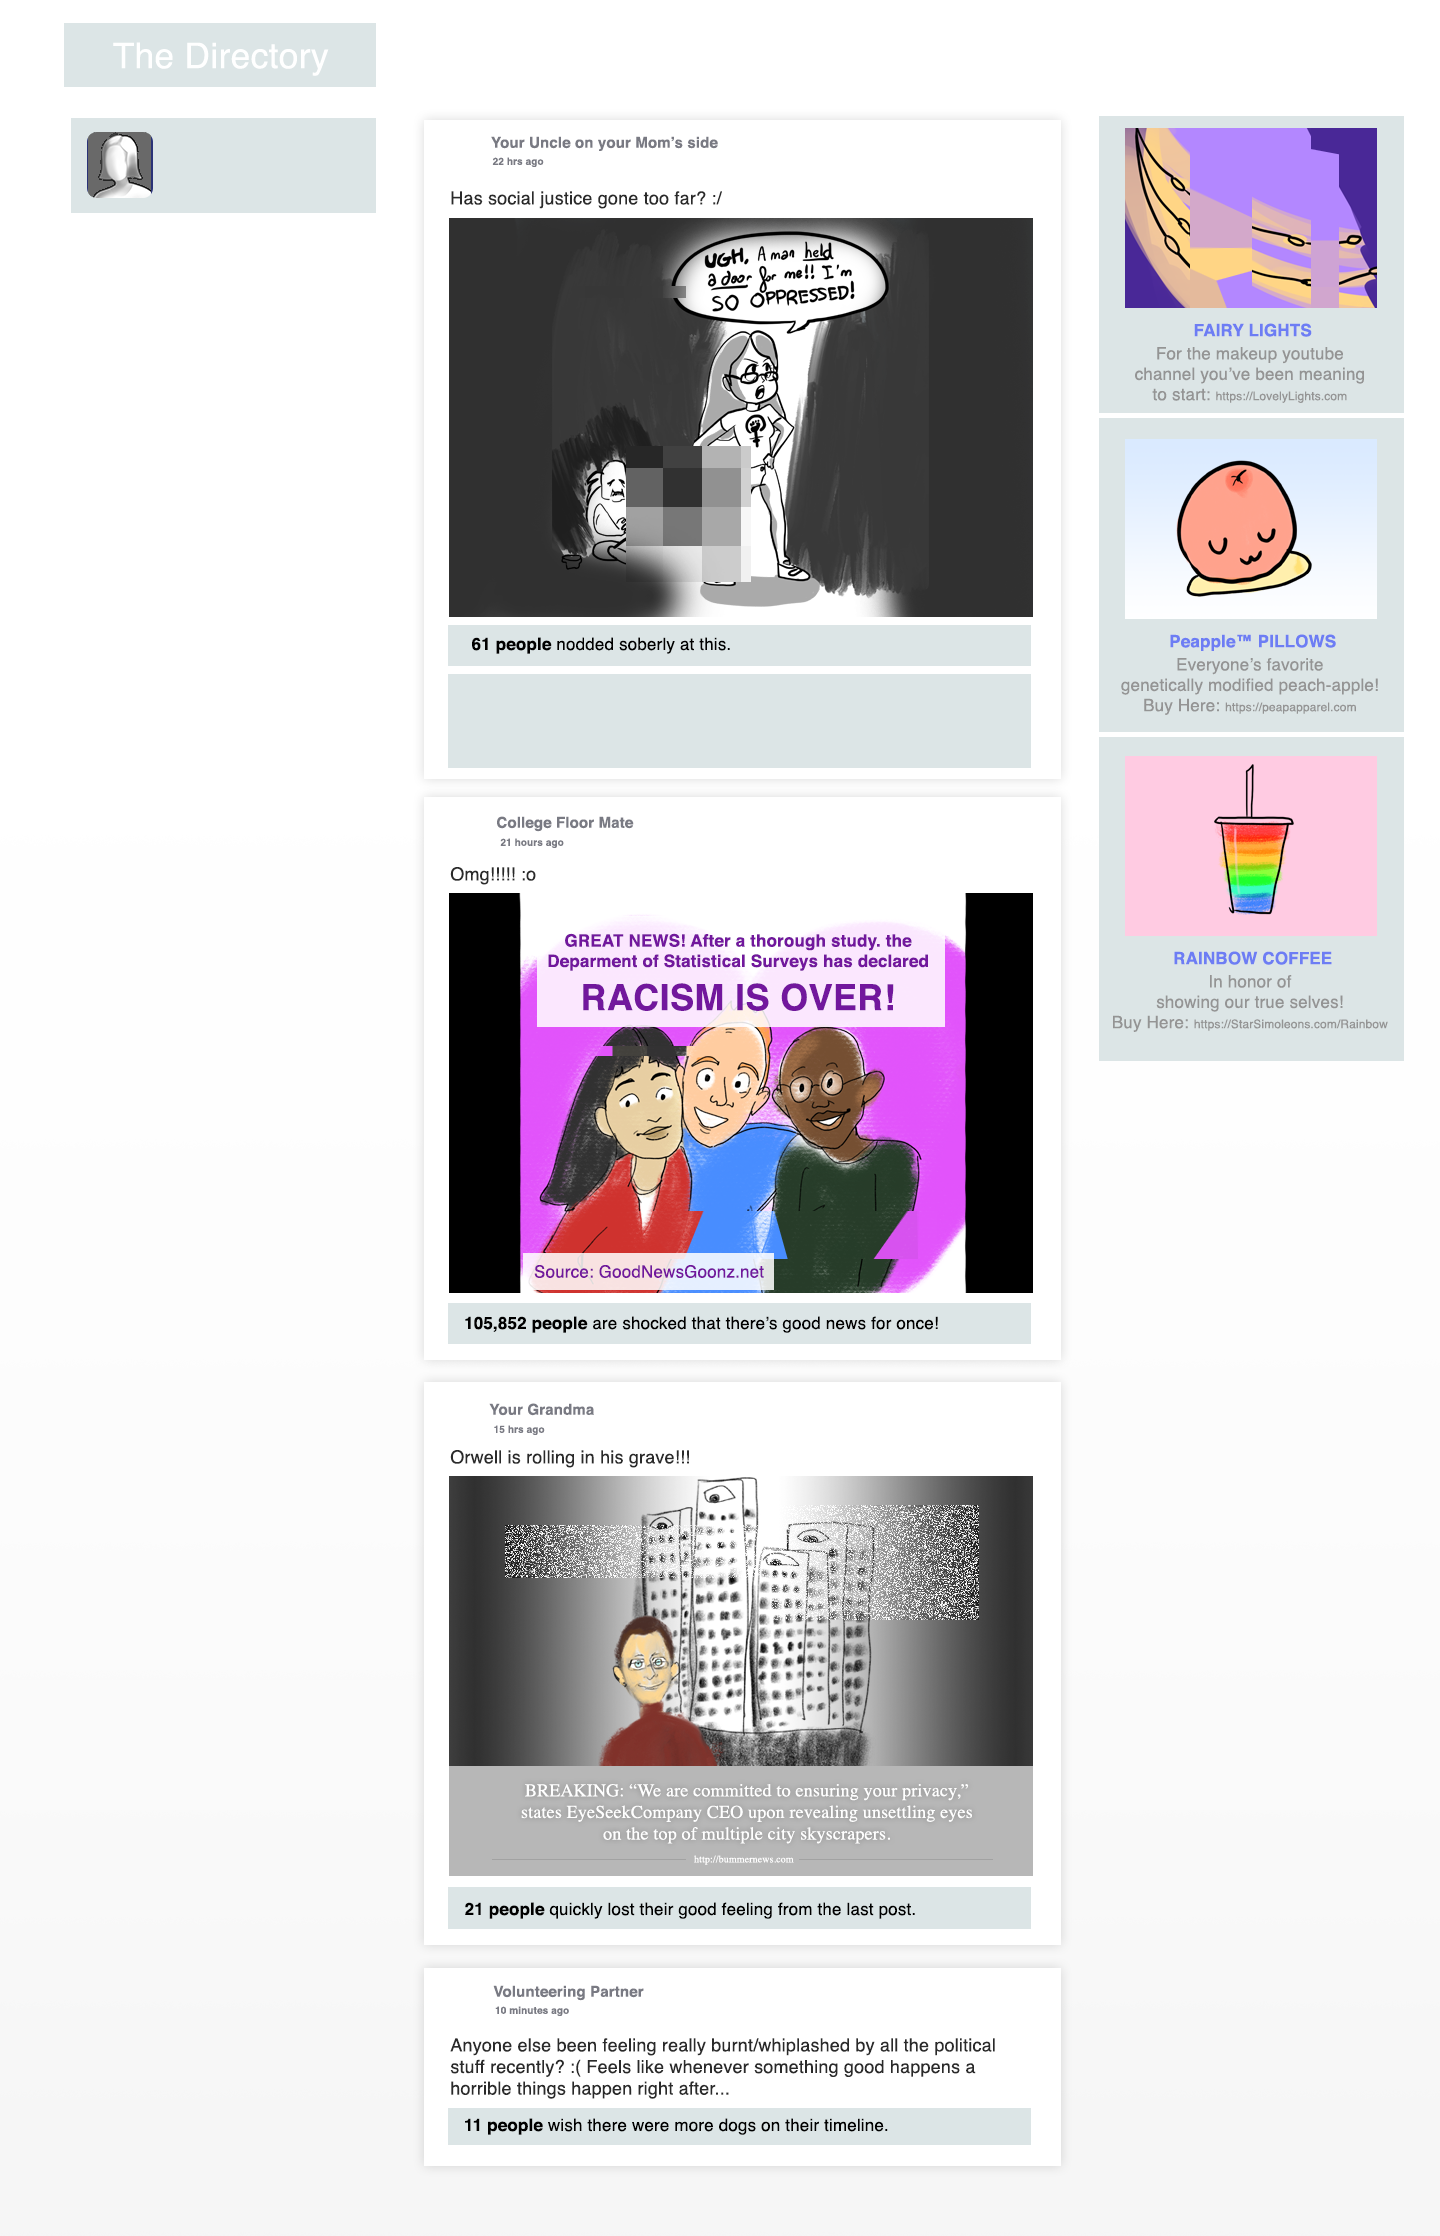 The Directory
Your Uncle on your Mom's side
22 hrs ago
Has social justice gone too far? :/
UGH, A man held
a door for me!! I'm
SO OPPRESSED!
61 people nodded soberly at this.
College Floor Mate
21 hours ago
Omg!!!!! :o
GREAT NEWS! After a thorough study. the
Deparment of Statistical Surveys has declared
RACISM IS OVER!
Source: GoodNewsGoonz.net
105,852 people are shocked that there's good news for once!
Your Grandma
15 hrs ago
Orwell is rolling in his grave!!!
BREAKING: “We are committed to ensuring your privacy,”
states EyeSeekCompany CEO upon revealing unsettling eyes
on the top of multiple city skyscrapers.
http://bummernews.com
21 people quickly lost their good feeling from the last post.
Volunteering Partner
10 minutes ago
Anyone else been feeling really burnt/whiplashed by all the political
stuff recently? :( Feels like whenever something good happens a
horrible things happen right after...
11 people wish there were more dogs on their timeline.
FAIRY LIGHTS
For the makeup youtube
channel you've been meaning
to start: https://LovelyLights.com
Peapple™ PILLOWS
Everyone's favorite
genetically modified peach-apple!
Buy Here: https://peapapparel.com
RAINBOW COFFEE
In honor of
showing our true selves!
Buy Here: https://StarSimoleons.com/Rainbow